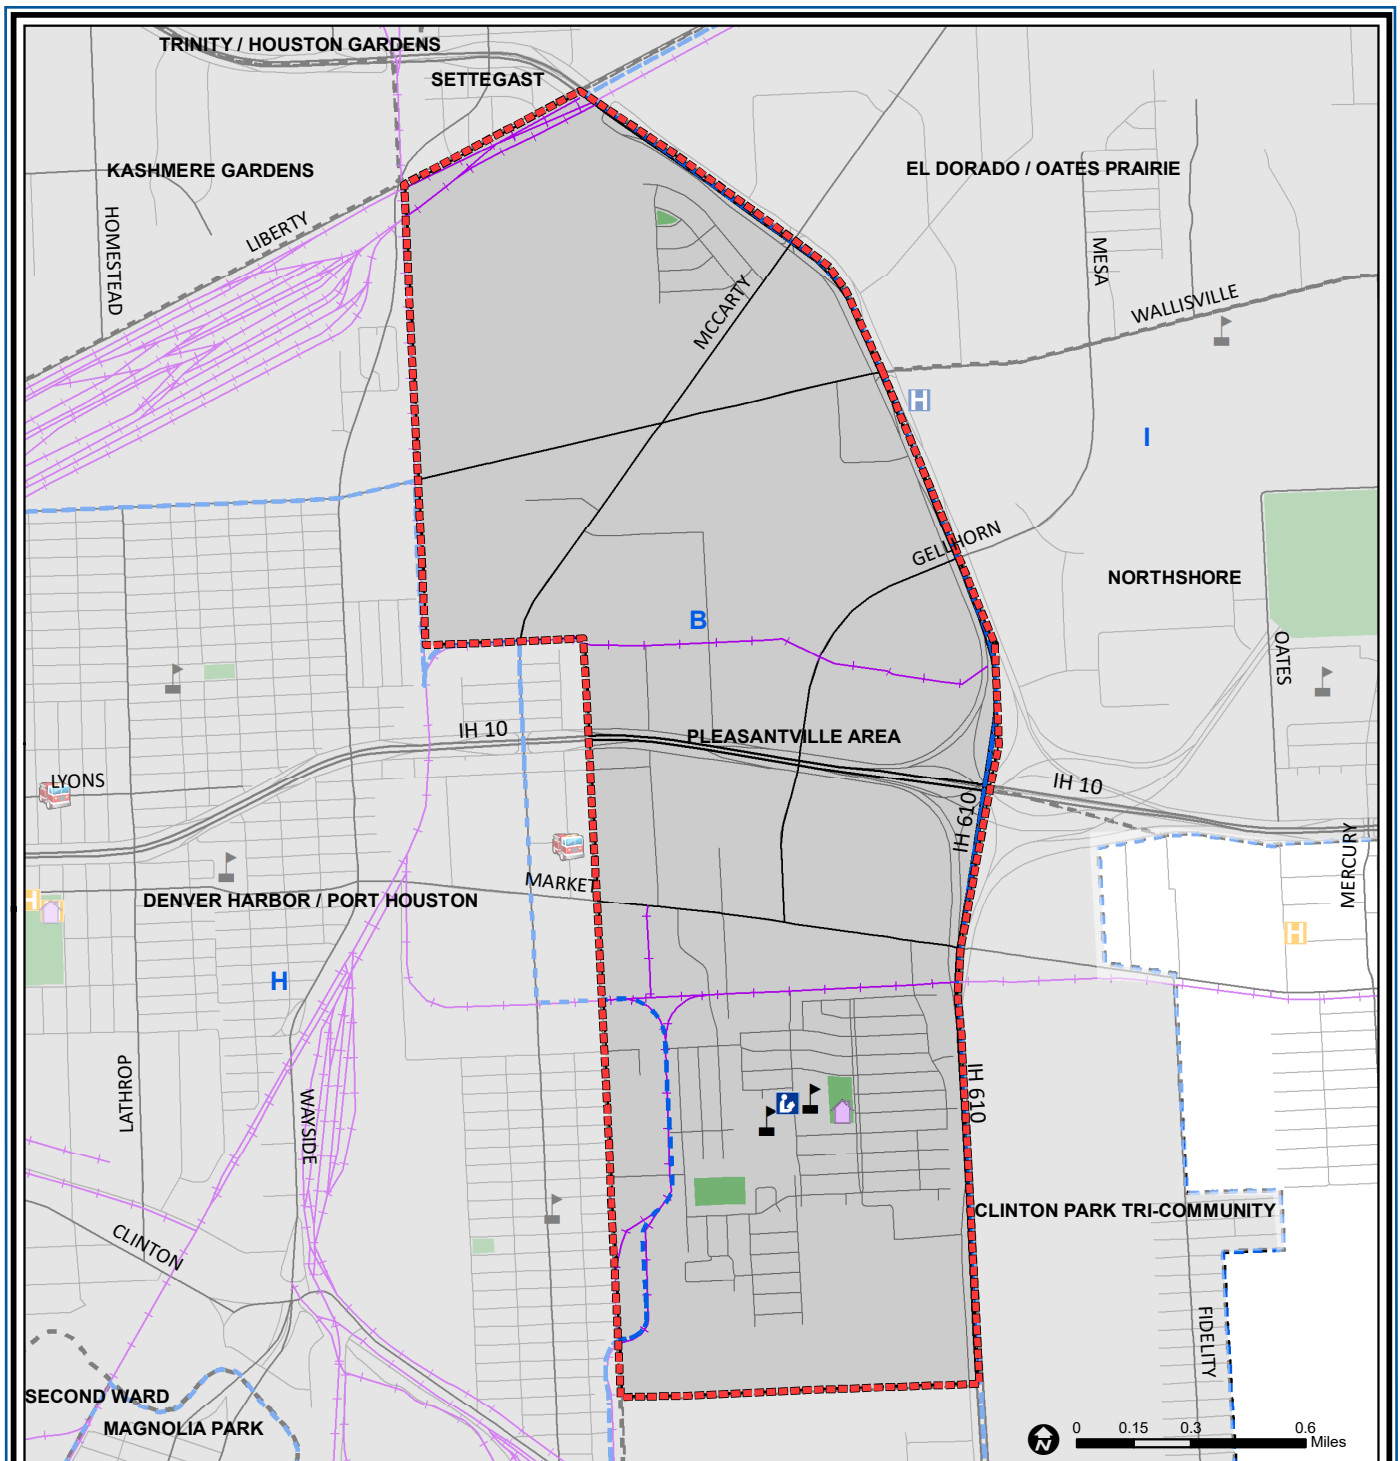 TRINITY / HOUSTON GARDENS
SETTEGAST
KASHMERE GARDENS
EL DORADO / OATES PRAIRIE
HOMESTEAD
LIBERTY
MESA
MCCARTY
WALLISVILLE
H
I
GELLHORN
NORTHSHORE
B
OATES
IH 10
PLEASANTVILLE AREA
LYONS
IH 10
IH 610
MERCURY
MARKET
H
DENVER HARBOR / PORT HOUSTON
H
H
LATHROP
WAYSIDE
IH 610
CLINTON PARK TRI-COMMUNITY
CLINTON
FIDELITY
SECOND WARD
MAGNOLIA PARK
N
0 0.15 0.3 0.6
Miles